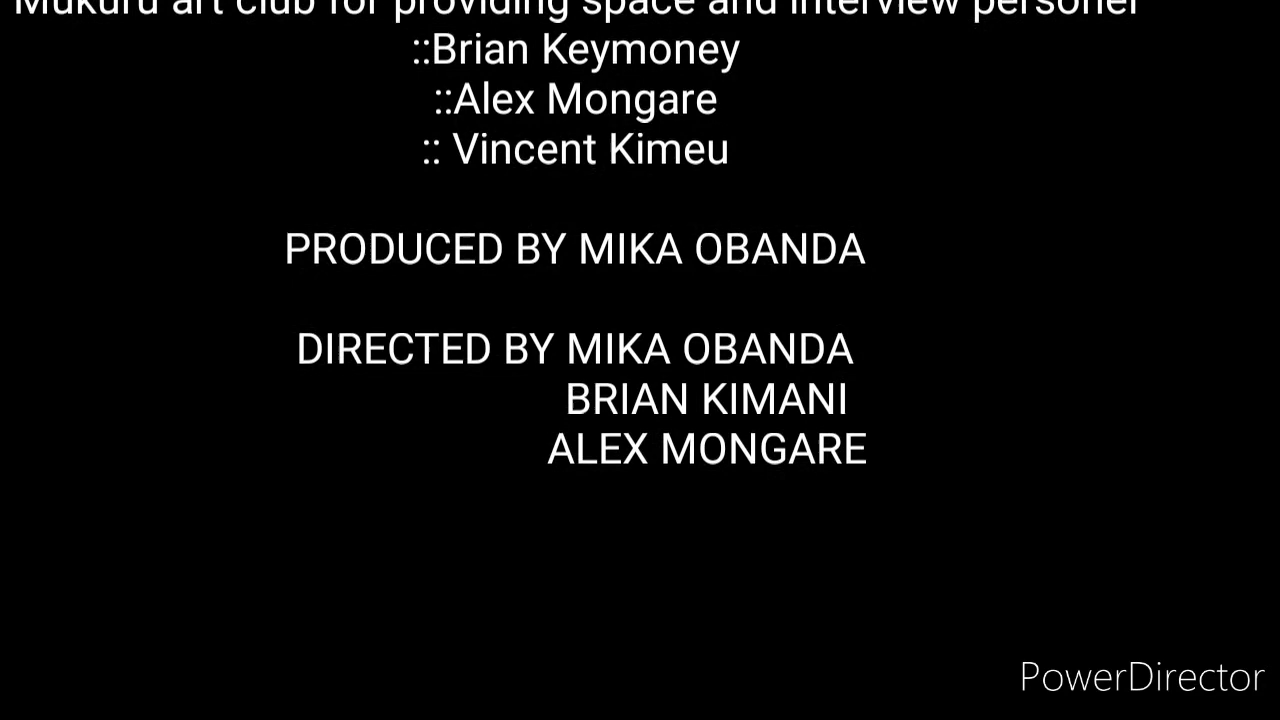 Mukuru art club for providing space and interview personel
::Brian Keymoney
::Alex Mongare
:: Vincent Kimeu
PRODUCED BY MIKA OBANDA
DIRECTED BY MIKA OBANDA
BRIAN KIMANI
ALEX MONGARE
PowerDirector